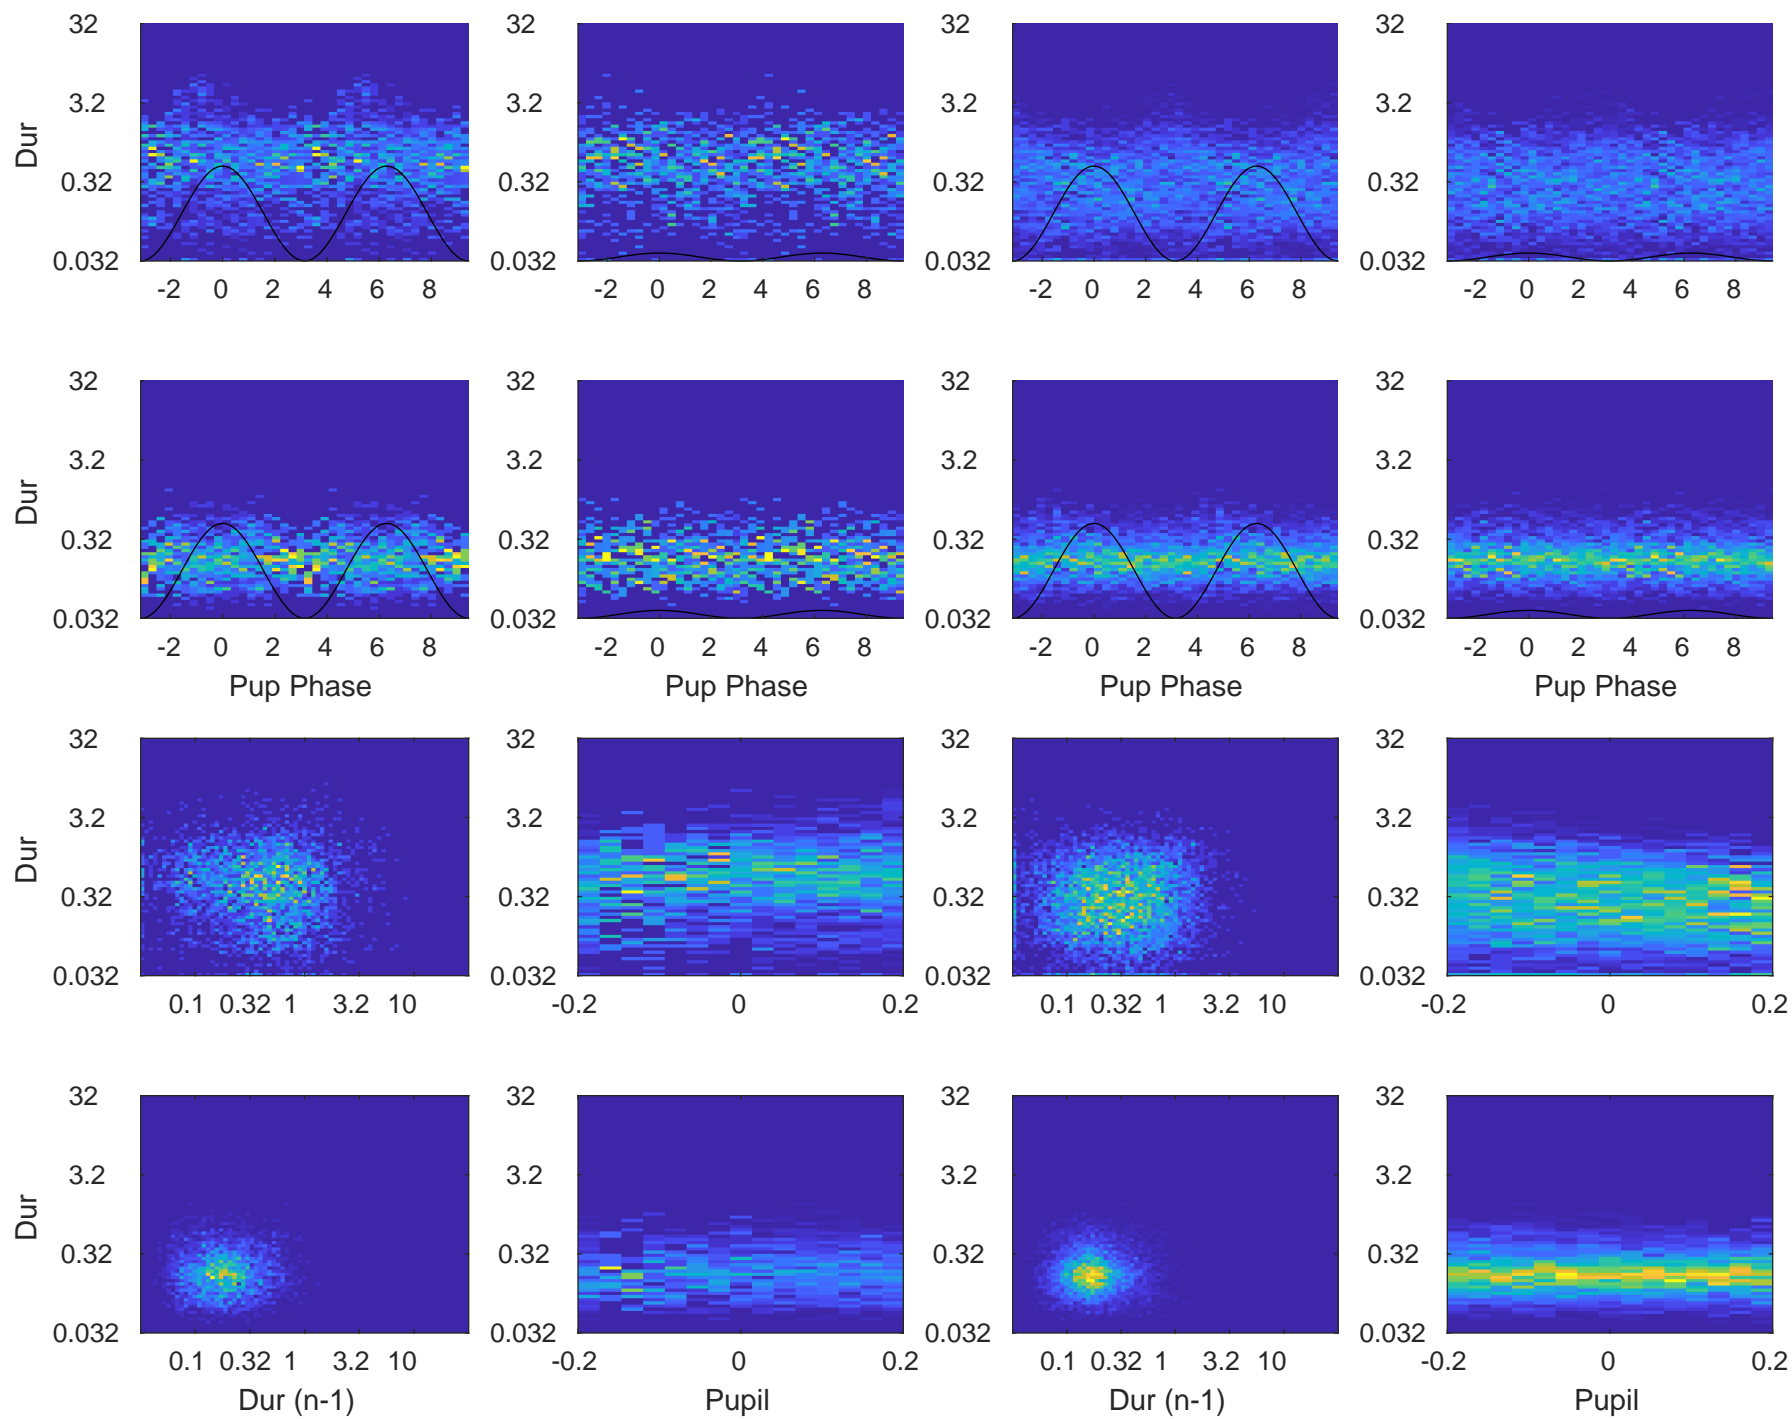 32 32 32 32
3.2 3.2 3.2 3.2
Dur
0.32 0.32 0.32 0.32
0.032 0.032 0.032 0.032
-2 0 2 4 6 8 -2 0 2 4 6 8 -2 0 2 4 6 8 -2 0 2 4 6 8
32 32 32 32
3.2 3.2 3.2 3.2
Dur
0.32 0.32 0.32 0.32
0.032 0.032 0.032 0.032
-2 0 2 4 6 8 -2 0 2 4 6 8 -2 0 2 4 6 8 -2 0 2 4 6 8
Pup Phase Pup Phase Pup Phase Pup Phase
32 32 32 32
3.2 3.2 3.2 3.2
Dur
0.32 0.32 0.32 0.32
0.032 0.032 0.032 0.032
0.1 0.32 1 3.2 10 -0.2 0 0.2 0.1 0.32 1 3.2 10 -0.2 0 0.2
32 32 32 32
3.2 3.2 3.2 3.2
Dur
0.32 0.32 0.32 0.32
0.032 0.032 0.032 0.032
0.1 0.32 1 3.2 10 -0.2 0 0.2 0.1 0.32 1 3.2 10 -0.2 0 0.2
Dur (n-1) Pupil Dur (n-1) Pupil